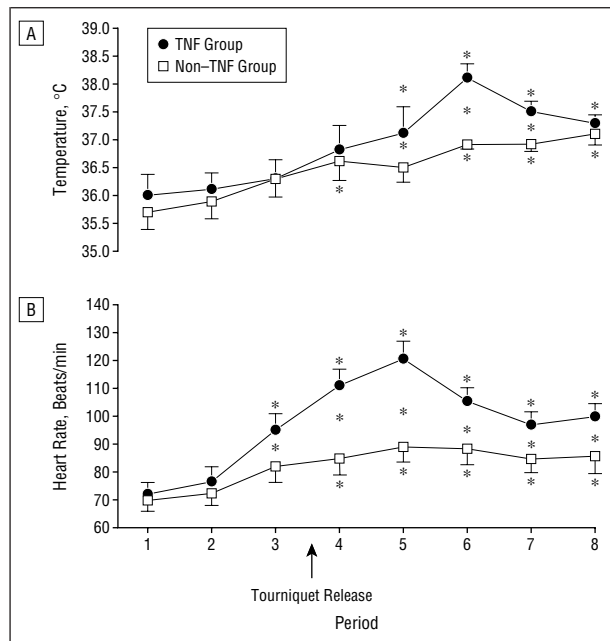 A
TNF Group
Non–TNF Group
Temperature, °C
39.0
38.5
38.0
37.5
37.0
36.5
36.0
35.5
35.0
* * * * * * * * * * * *
B
Heart Rate, Beats/min
140
130
120
110
100
90
80
70
60
* * * * * * * * * * * * * * * * *
1 2 3 4 5 6 7 8
Tourniquet Release
Period